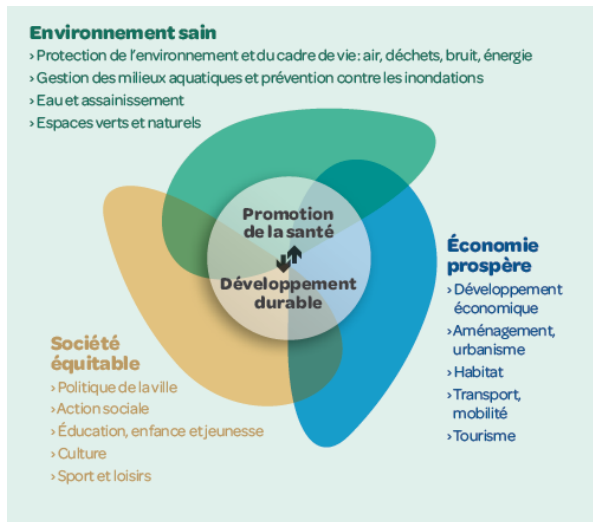 Environnement sain
› Protection de l’environnement et du cadre de vie : air, déchets, bruit, énergie
› Gestion des milieux aquatiques et prévention contre les inondations
› Eau et assainissement
› Espaces verts et naturels
Promotion
de la santé
Développement
durable
Économie
prospère
› Développement
économique
› Aménagement,
urbanisme
› Habitat
› Transport,
mobilité
› Tourisme
Société
équitable
› Politique de la ville
› Action sociale
› Éducation, enfance et jeunesse
› Culture
› Sport et loisirs